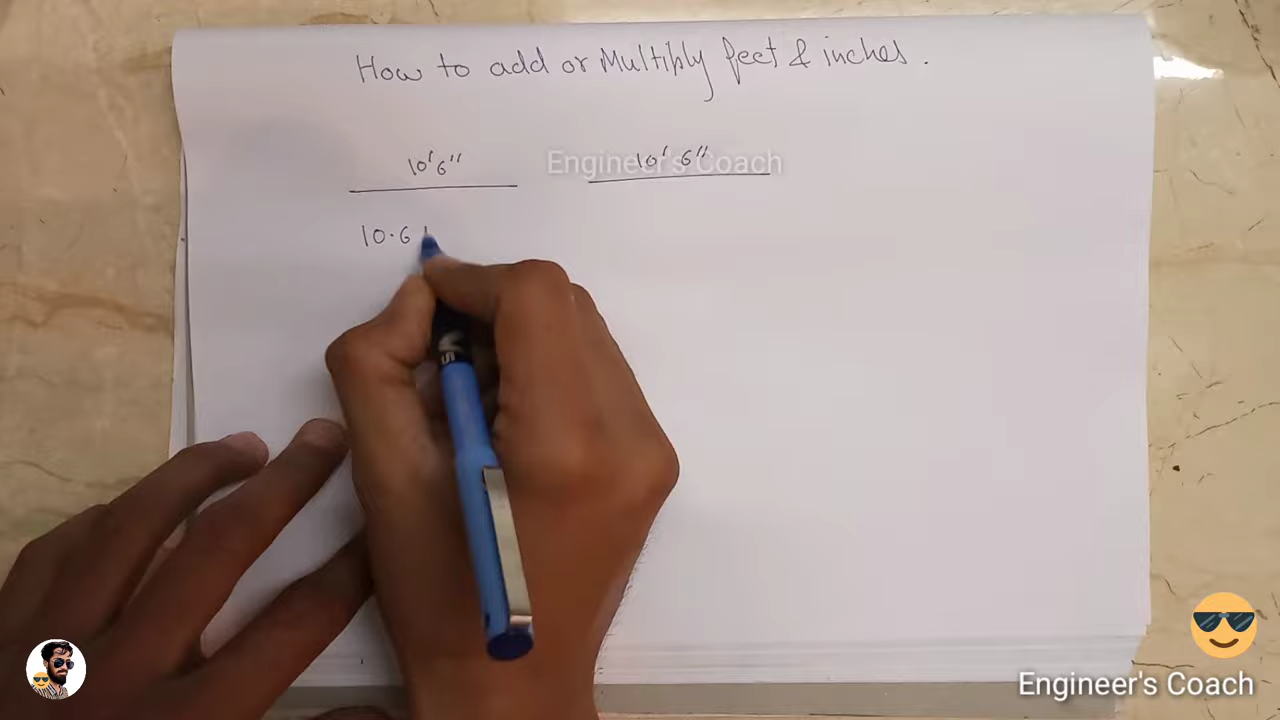 How to add or Multiply feet & inches.
10'6" 10' 6"
Engineer's Coach
10.6
Engineer's Coach